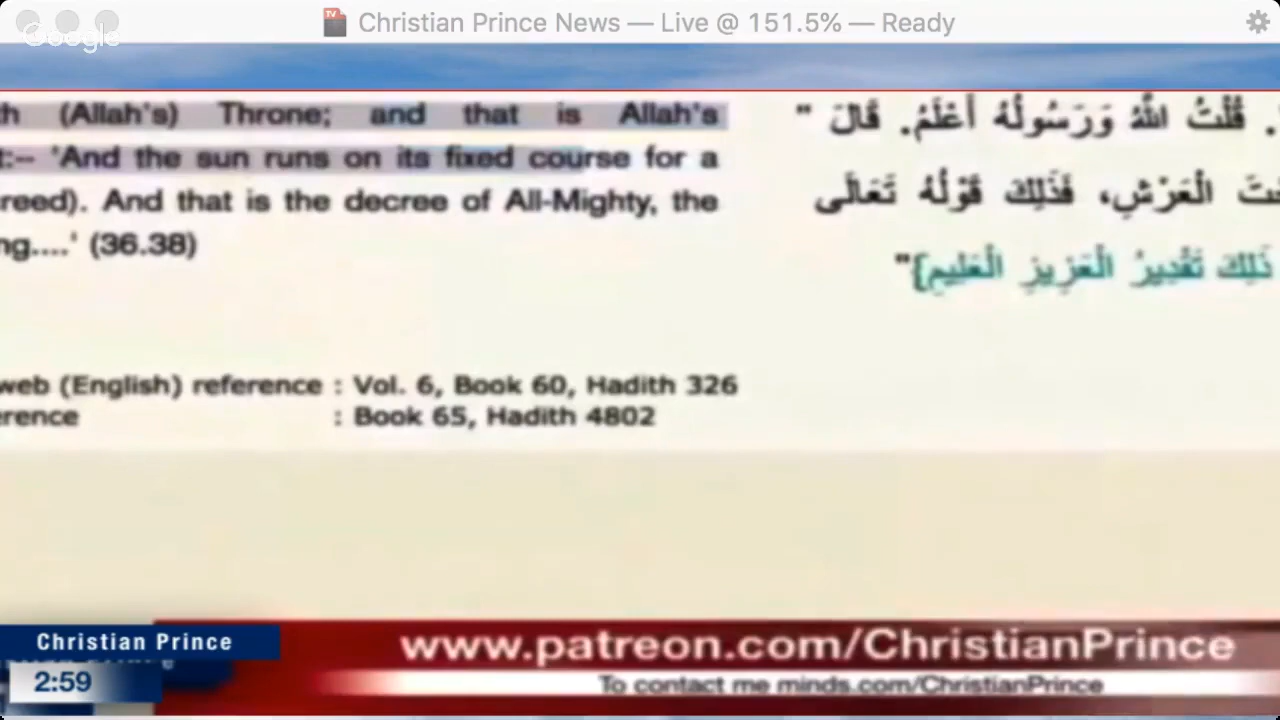 Christian Prince News — Live @ 151.5% — Ready
Google
th (Allah's) Throne; and that is Allah's
t:-- 'And the sun runs on its fixed course for a
reed). And that is the decree of All-Mighty, the
ng....' (36.38)
. قُلْتُ اللَّهُ وَرَسُولُهُ أَعْلَمُ. قَالَ "
تَ الْعَرْشِ، فَذَلِكَ قَوْلُهُ تَعَالَى
ذَلِكَ تَقْدِيرُ الْعَزِيزِ الْعَلِيمِ}"
web (English) reference : Vol. 6, Book 60, Hadith 326
erence : Book 65, Hadith 4802
Christian Prince
2:59
www.patreon.com/ChristianPrince
To contact me minds.com/ChristianPrince